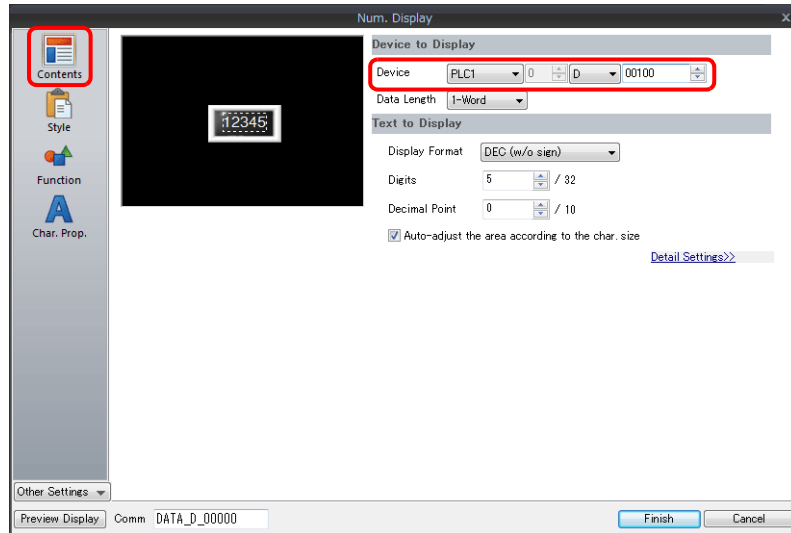 Num. Display
x
Contents
Style
Function
Char. Prop.
12345
Device to Display
Device PLC1 0 D 00100
Data Length 1-Word
Text to Display
Display Format DEC (w/o sign)
Digits 5 / 32
Decimal Point 0 / 10
Auto-adjust the area according to the char. size
Detail Settings>>
Other Settings
Preview Display Comm DATA_D_00000 Finish Cancel